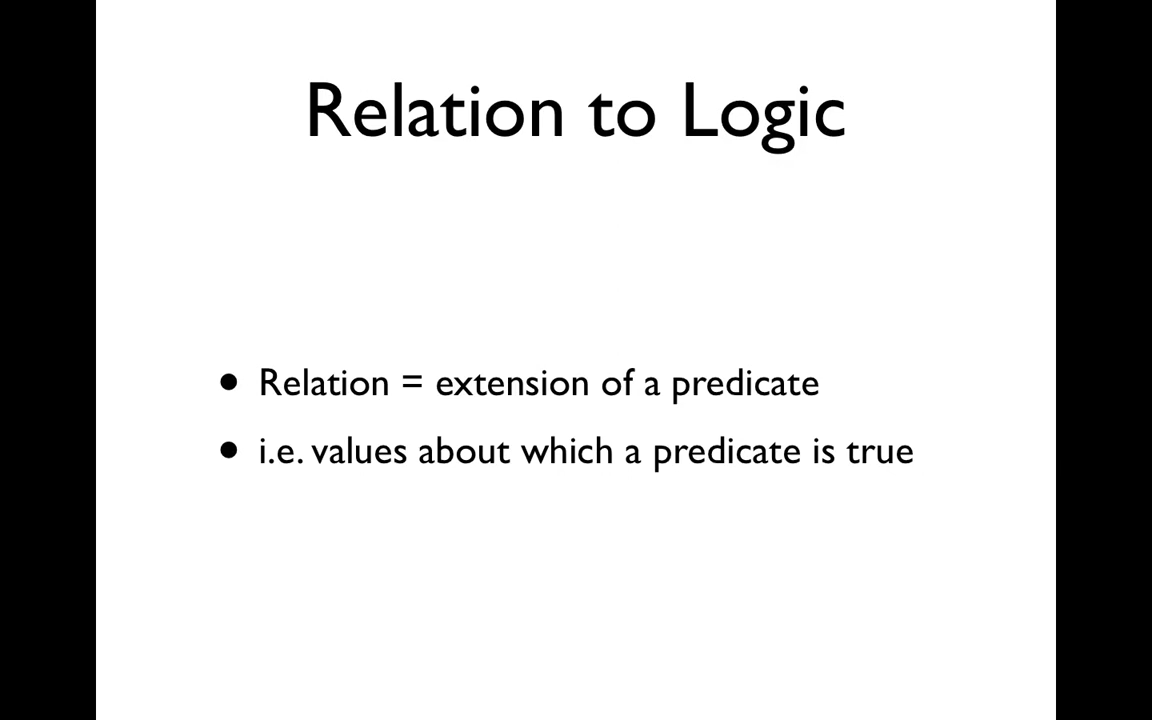 Relation to Logic
• Relation = extension of a predicate
• i.e. values about which a predicate is true